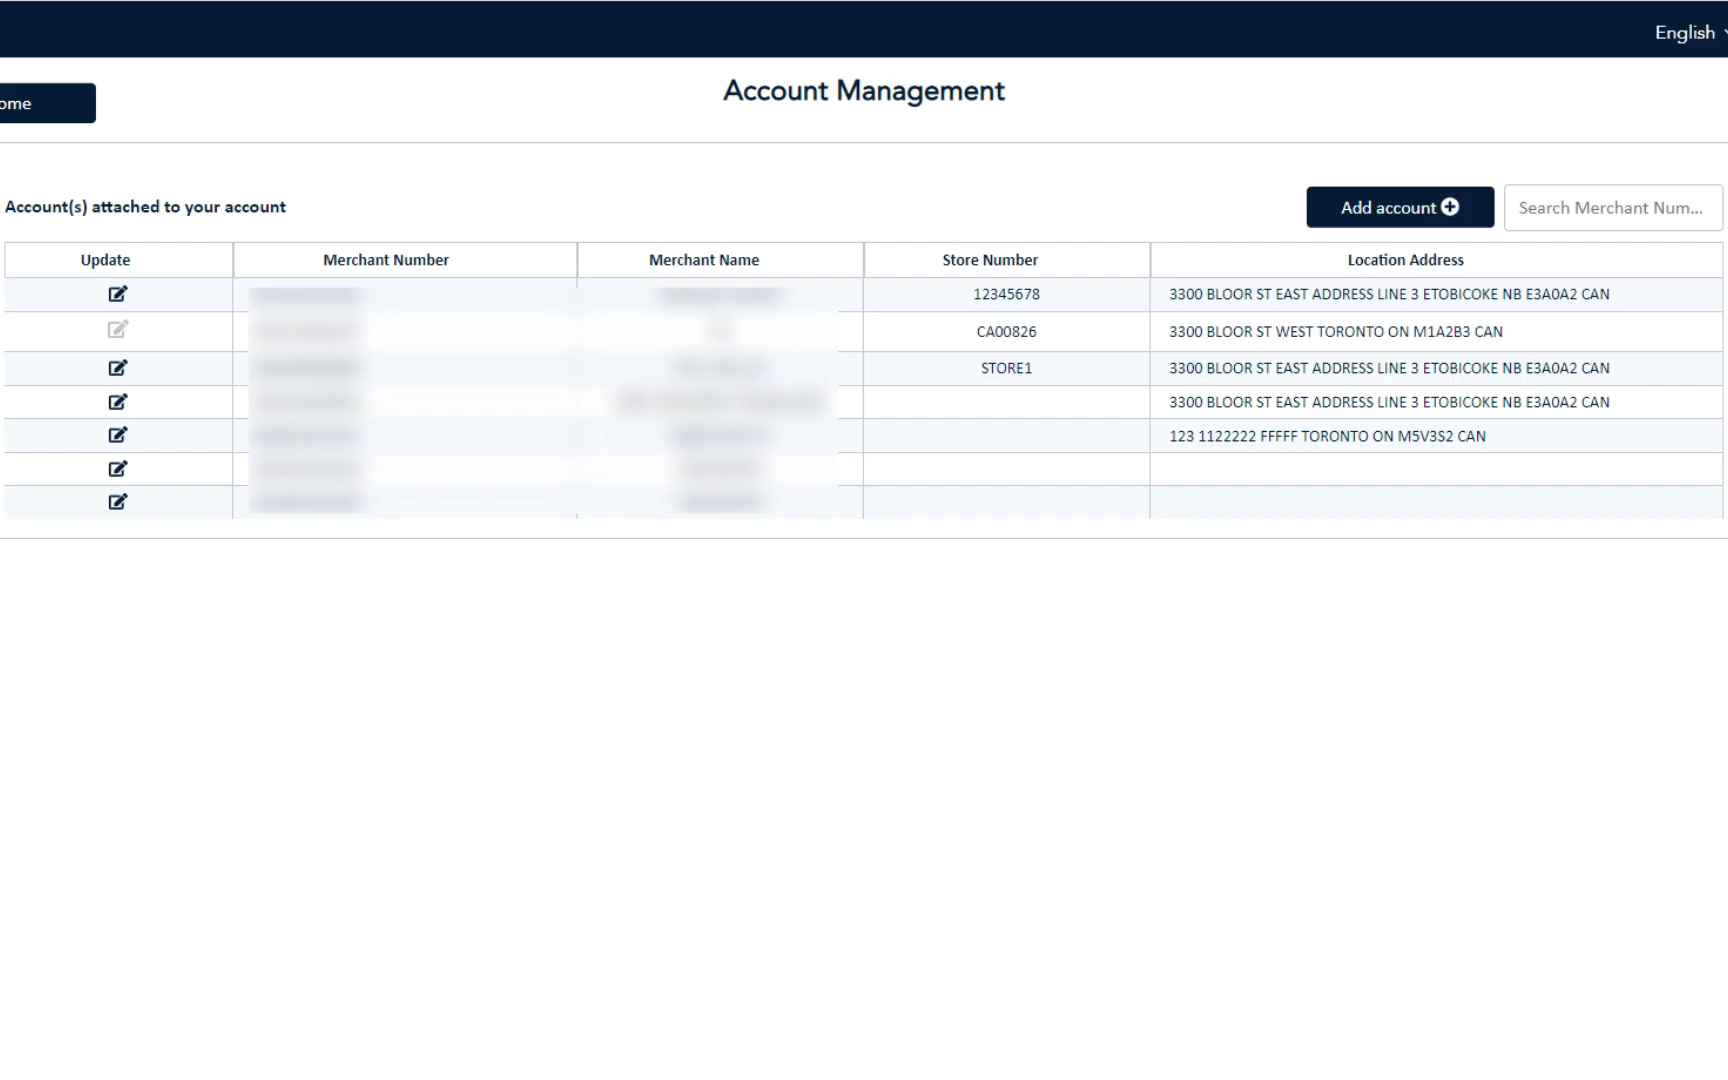 English
ome
Account Management
Account(s) attached to your account
Add account
Search Merchant Num...
Update Merchant Number Merchant Name Store Number Location Address
12345678 3300 BLOOR ST EAST ADDRESS LINE 3 ETOBICOKE NB E3A0A2 CAN
CA00826 3300 BLOOR ST WEST TORONTO ON M1A2B3 CAN
STORE1 3300 BLOOR ST EAST ADDRESS LINE 3 ETOBICOKE NB E3A0A2 CAN
3300 BLOOR ST EAST ADDRESS LINE 3 ETOBICOKE NB E3A0A2 CAN
123 1122222 FFFFF TORONTO ON M5V3S2 CAN